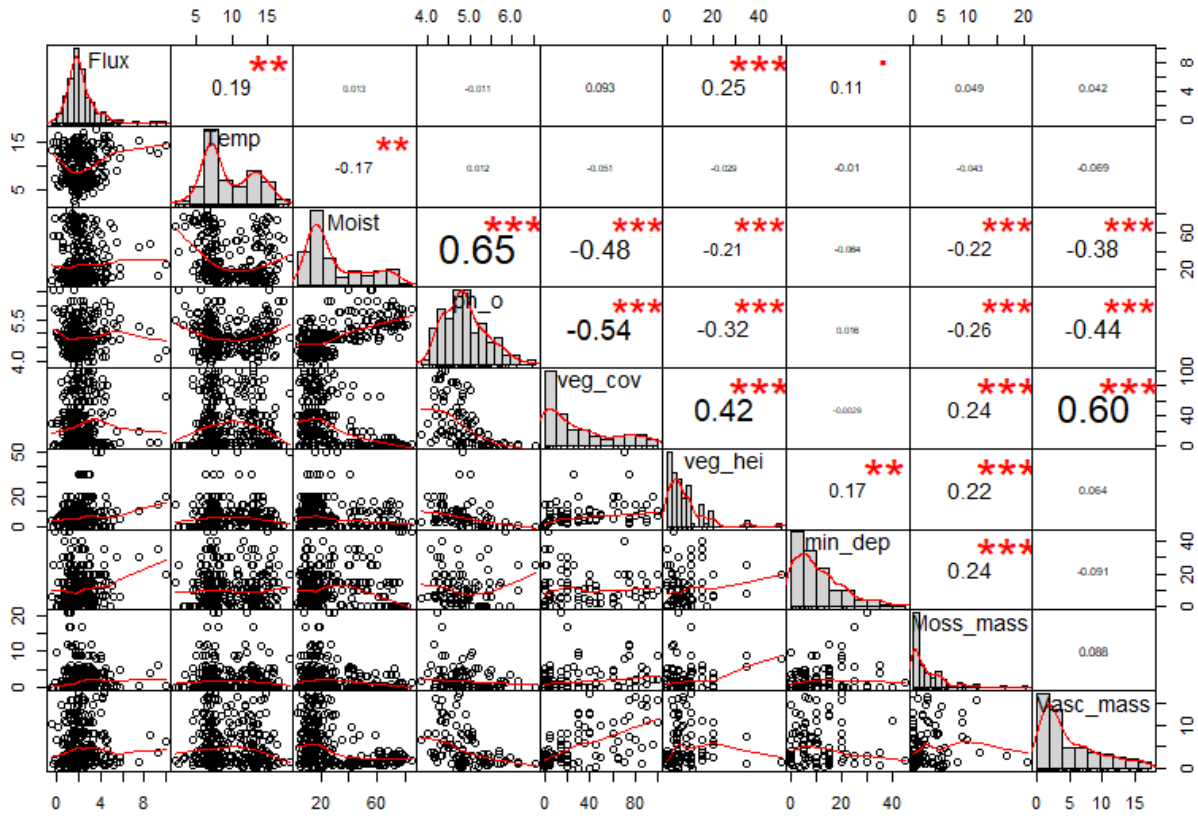 5 10 15 4.0 5.0 6.0 0 20 40 0 5 10 20
Flux 0.19 ** 0.013 -0.011 0.093 0.25 *** 0.11 . 0.049 0.042 0 4 8
5 15 Temp -0.17 ** 0.012 -0.051 -0.029 -0.01 -0.043 -0.069
Moist 0.65 *** -0.48 *** -0.21 *** -0.064 -0.22 *** -0.38 *** 20 60
4.0 5.5 ph_o -0.54 *** -0.32 *** 0.016 -0.26 *** -0.44 ***
veg_cov 0.42 *** -0.0029 0.24 *** 0.60 *** 0 40 100
0 20 50 veg_hei 0.17 ** 0.22 *** 0.064
min_dep 0.24 *** -0.091 0 20 40
0 10 20 Moss_mass 0.088
Vasc_mass 0 10
0 4 8 20 60 0 40 80 0 20 40 0 5 10 15